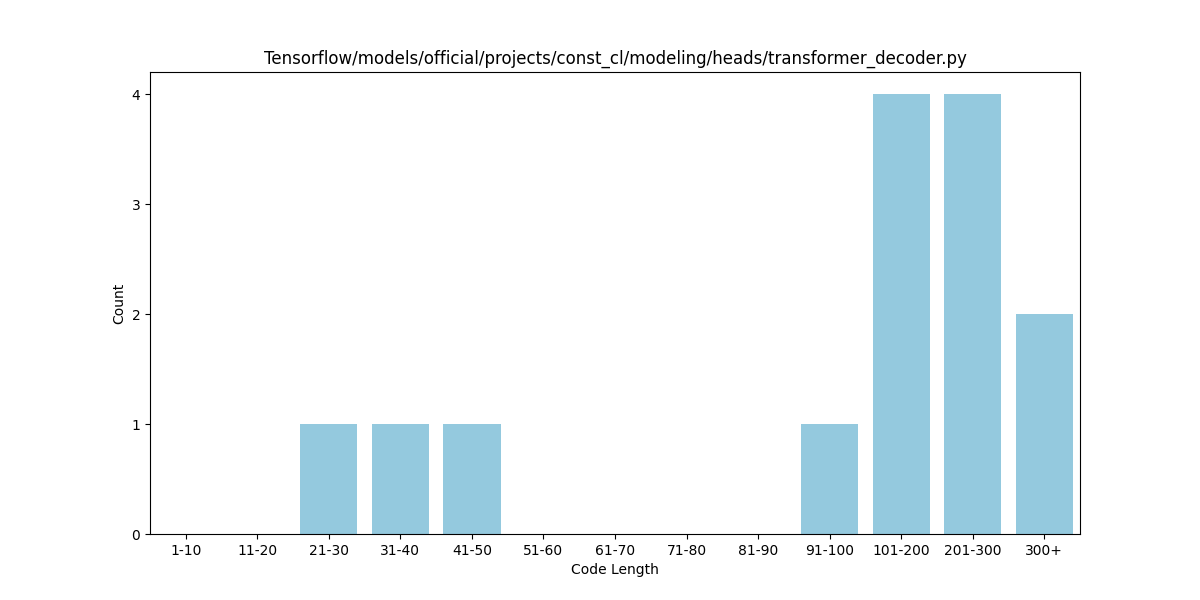 Tensorflow/models/official/projects/const_cl/modeling/heads/transformer_decoder.py
4
3
2
1
0
Count
1-10 11-20 21-30 31-40 41-50 51-60 61-70 71-80 81-90 91-100 101-200 201-300 300+
Code Length